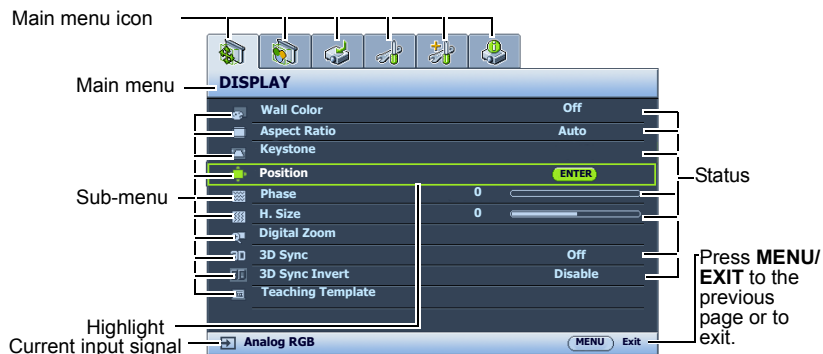 Main menu icon
Main menu
DISPLAY
Wall Color Off
Aspect Ratio Auto
Keystone
Position ENTER
Status
Sub-menu
Phase 0
H. Size 0
Digital Zoom
3D Sync Off
3D Sync Invert Disable
Teaching Template
Press MENU/
EXIT to the
previous
page or to
exit.
Highlight
Current input signal
Analog RGB MENU Exit